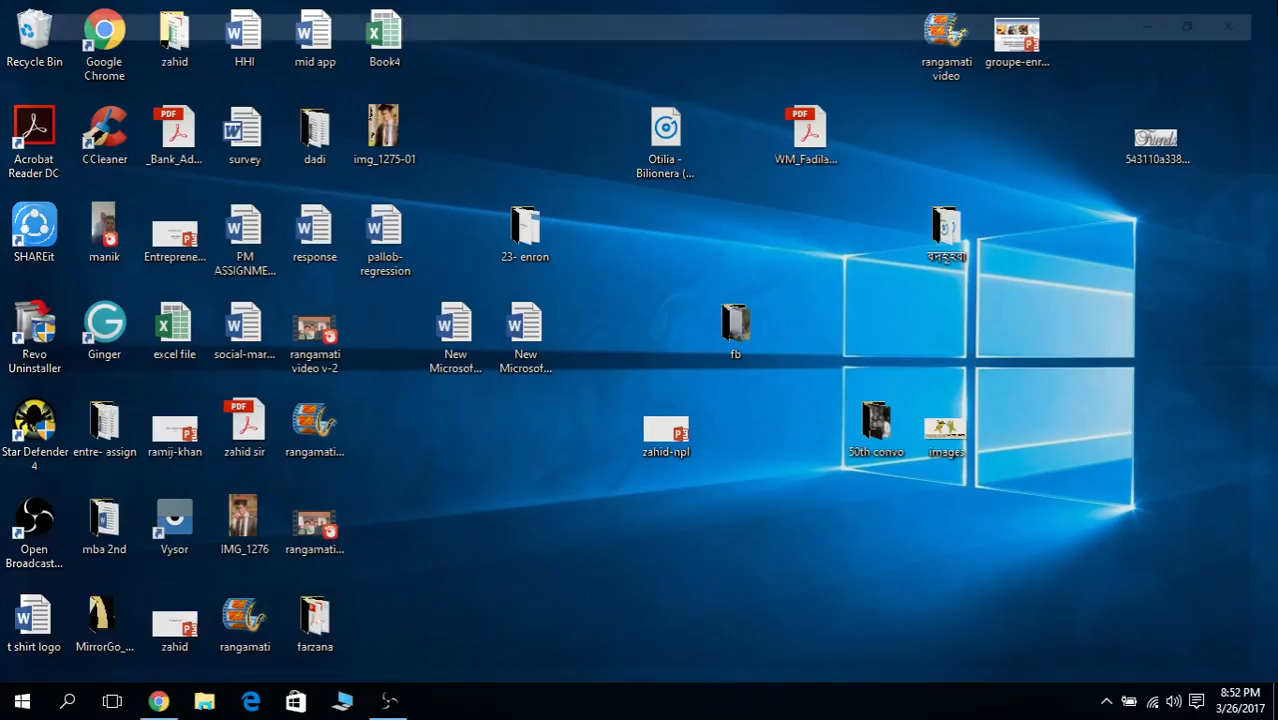 Recycle Bin
Google
Chrome
zahid
HHI
mid app
Book4
rangamati
video
groupe-enr...
Acrobat
Reader DC
CCleaner
PDF
_Bank_Ad...
survey
dadi
img_1275-01
Otilia -
Bilionera (...
PDF
WM_Fadila...
Friends
543110a338...
SHAREit
manik
Entreprene...
PM
ASSIGNME...
response
pallob-
regression
23- enron
Revo
Uninstaller
Ginger
excel file
social-mar...
rangamati
video v-2
New
Microsof...
New
Microsof...
fb
Star Defender
4
entre- assign
ramij-khan
PDF
zahid sir
rangamati...
zahid-npl
50th convo
images
Open
Broadcast...
mba 2nd
Vysor
IMG_1276
rangamati...
t shirt logo
MirrorGo_...
zahid
rangamati
farzana
8:52 PM
3/26/2017